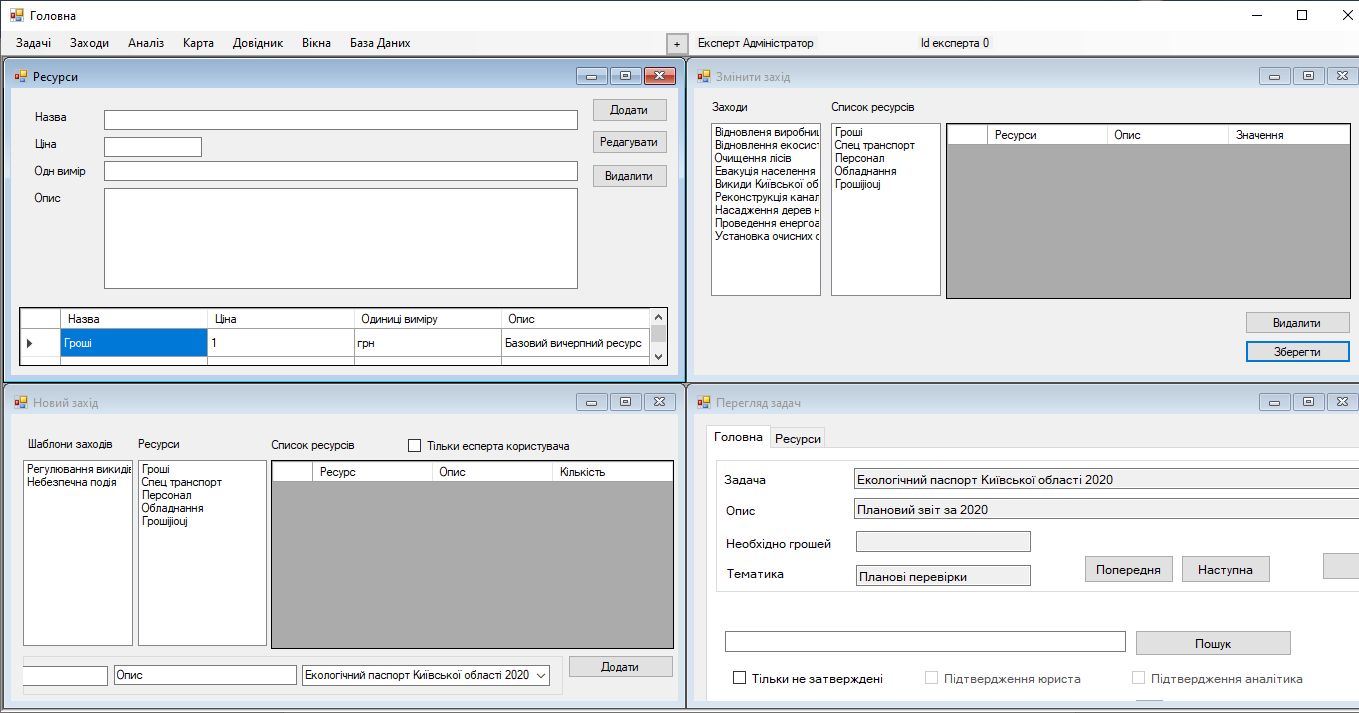 Головна
Задачі Заходи Аналіз Карта Довідник Вікна База Даних + Експерт Адміністратор Id експерта 0
Ресурси
Назва
Ціна
Одн вимір
Опис
Додати
Редагувати
Видалити
Назва Ціна Одиниці виміру Опис
Гроші 1 грн Базовий вичерпний ресурс
Змінити захід
Заходи Список ресурсів
Відновленя виробниц
Відновлення екосист
Очищення лісів
Евакуція населення
Викиди Київської об
Реконструкція канал
Насадження дерев н
Проведення енергоа
Установка очисних с
Гроші
Спец транспорт
Персонал
Обладнання
Грошіjiouj
Ресурси Опис Значення
Видалити
Зберегти
Новий захід
Шаблони заходів Ресурси Список ресурсів Тільки есперта користувача
Регулювання викидів
Небезпечна подія
Гроші
Спец транспорт
Персонал
Обладнання
Грошіjiouj
Ресурс Опис Кількість
Опис Екологічний паспорт Київської області 2020 Додати
Перегляд задач
Головна Ресурси
Задача Екологічний паспорт Київської області 2020
Опис Плановий звіт за 2020
Необхідно грошей
Тематика Планові перевірки
Попередня Наступна
Пошук
Тільки не затверджені Підтвердження юриста Підтвердження аналітика